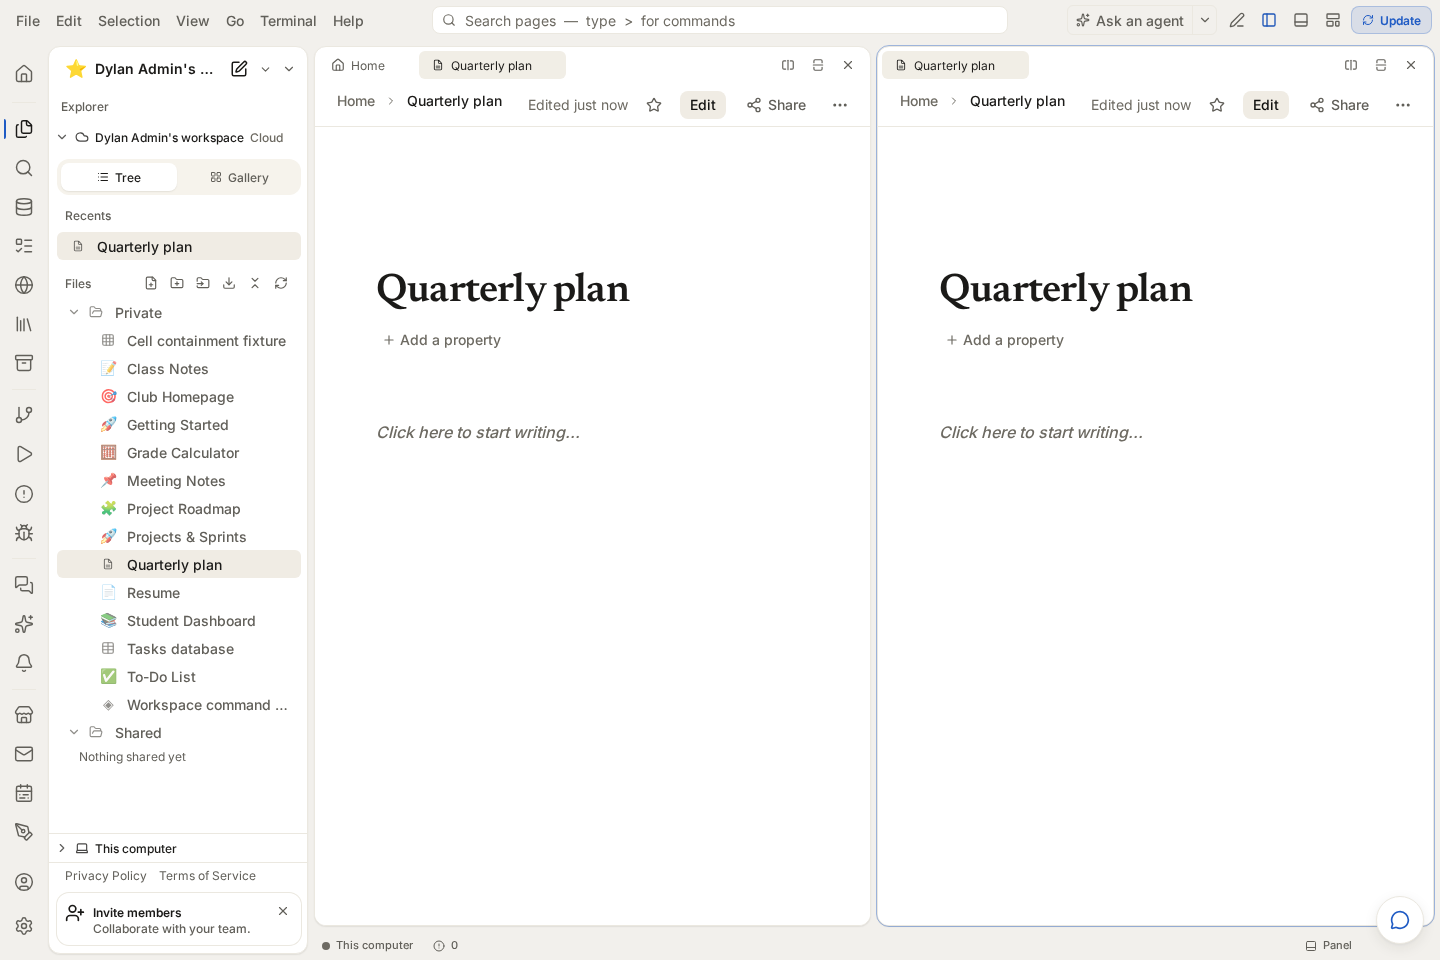 File Edit Selection View Go Terminal Help
Search pages — type > for commands
Ask an agent
Update
Dylan Admin's ...
Explorer
Dylan Admin's workspace Cloud
Tree
Gallery
Recents
Quarterly plan
Files
Private
Cell containment fixture
Class Notes
Club Homepage
Getting Started
Grade Calculator
Meeting Notes
Project Roadmap
Projects & Sprints
Quarterly plan
Resume
Student Dashboard
Tasks database
To-Do List
Workspace command ...
Shared
Nothing shared yet
This computer
Privacy Policy Terms of Service
Invite members
Collaborate with your team.
Home
Quarterly plan
Home > Quarterly plan
Edited just now
Edit
Share
Quarterly plan
+ Add a property
Click here to start writing...
Quarterly plan
Home > Quarterly plan
Edited just now
Edit
Share
Quarterly plan
+ Add a property
Click here to start writing...
This computer
0
Panel